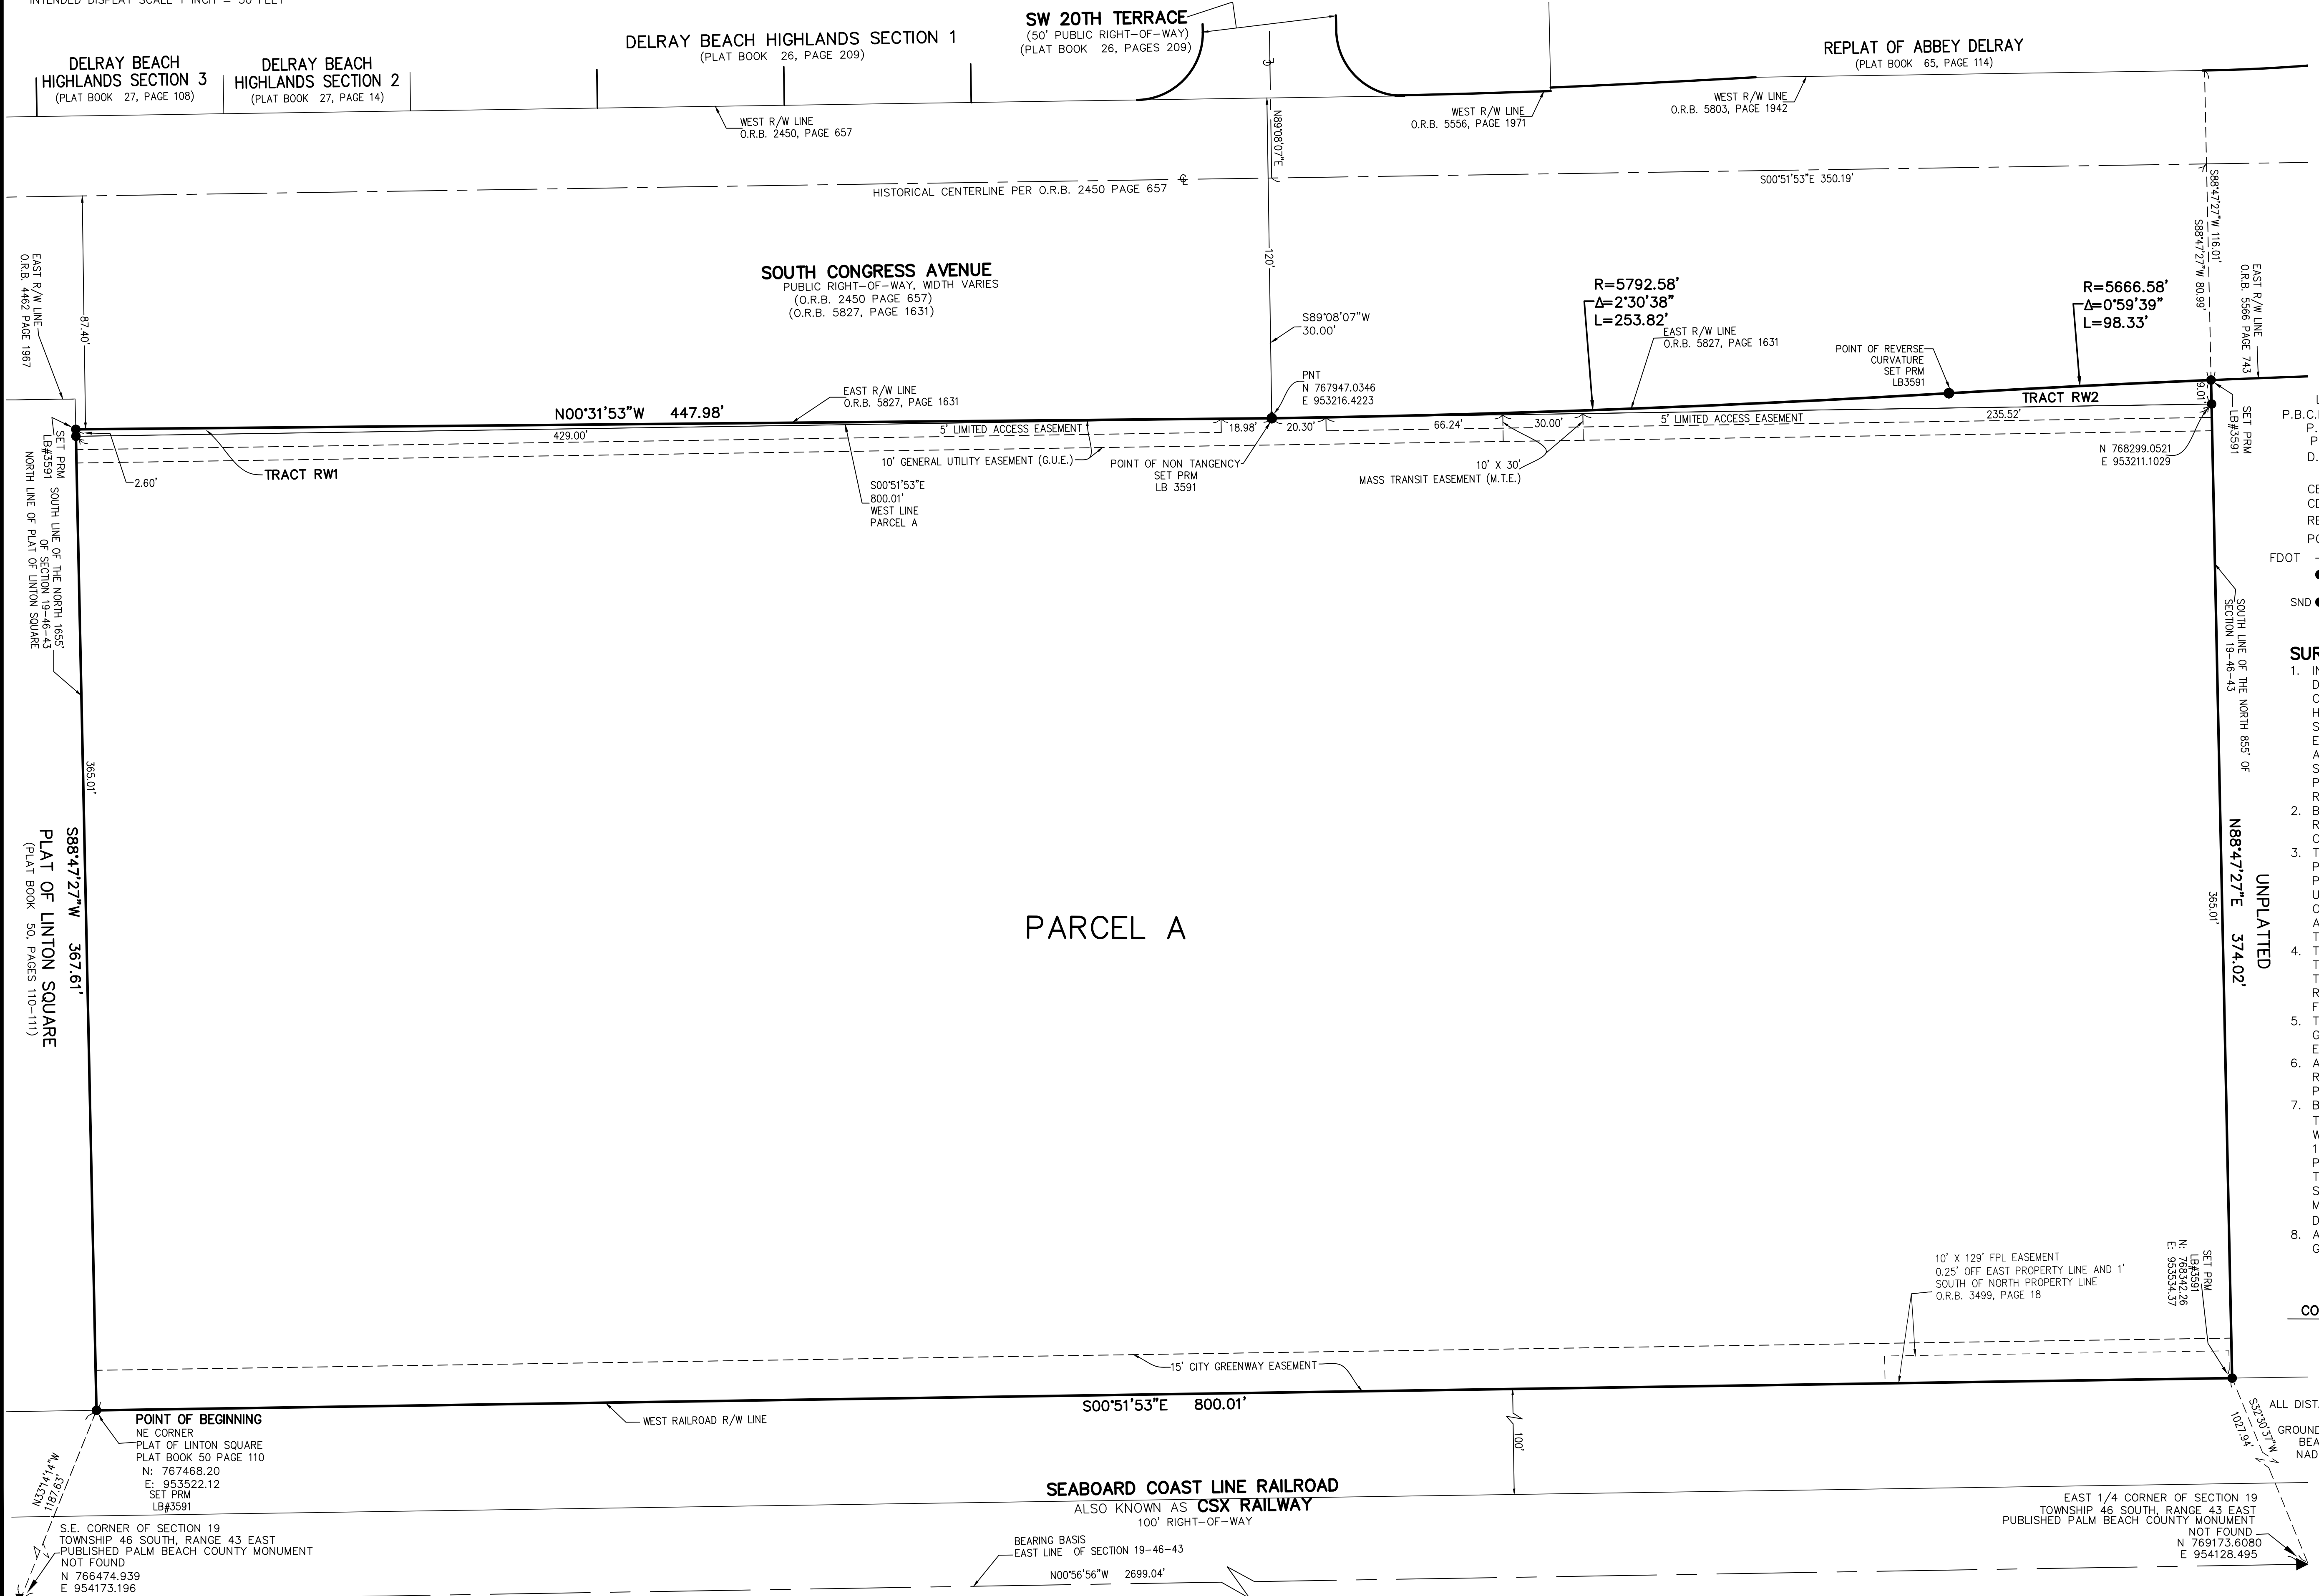 DELRAY BEACH
HIGHLANDS SECTION 3
(PLAT BOOK 27, PAGE 108)
DELRAY BEACH
HIGHLANDS SECTION 2
(PLAT BOOK 27, PAGE 14)
DELRAY BEACH HIGHLANDS SECTION 1
(PLAT BOOK 26, PAGE 209)
SW 20TH TERRACE
(50' PUBLIC RIGHT-OF-WAY)
(PLAT BOOK 26, PAGES 209)
REPLAT OF ABBEY DELRAY
(PLAT BOOK 65, PAGE 114)
WEST R/W LINE
O.R.B. 2450, PAGE 657
WEST R/W LINE
O.R.B. 5556, PAGE 1971
WEST R/W LINE
O.R.B. 5803, PAGE 1942
N89°08'07"E
HISTORICAL CENTERLINE PER O.R.B. 2450 PAGE 657
S00°51'53"E 350.19'
S88°47'27"W 116.01'
S88°47'27"W 80.99'
EAST R/W LINE
O.R.B. 4462 PAGE 1967
87.40'
SOUTH CONGRESS AVENUE
PUBLIC RIGHT-OF-WAY, WIDTH VARIES
(O.R.B. 2450 PAGE 657)
(O.R.B. 5827, PAGE 1631)
120'
S89°08'07"W
30.00'
R=5792.58'
Δ=2°30'38"
L=253.82'
EAST R/W LINE
O.R.B. 5827, PAGE 1631
POINT OF REVERSE
CURVATURE
SET PRM
LB3591
R=5666.58'
Δ=0°59'39"
L=98.33'
EAST R/W LINE
O.R.B. 5566 PAGE 743
PNT
N 767947.0346
E 953216.4223
EAST R/W LINE
O.R.B. 5827, PAGE 1631
N00°31'53"W 447.98'
429.00'
5' LIMITED ACCESS EASEMENT
18.98'
20.30'
66.24'
30.00'
5' LIMITED ACCESS EASEMENT
235.52'
TRACT RW2
9.01'
SET PRM
LB#3591
N 768299.0521
E 953211.1029
TRACT RW1
2.60'
10' GENERAL UTILITY EASEMENT (G.U.E.)
POINT OF NON TANGENCY
SET PRM
LB 3591
10' X 30'
MASS TRANSIT EASEMENT (M.T.E.)
S00°51'53"E
800.01'
WEST LINE
PARCEL A
SET PRM
LB#3591
SOUTH LINE OF THE NORTH 1655'
OF SECTION 19-46-43
NORTH LINE OF PLAT OF LINTON SQUARE
365.01'
S88°47'27"W 367.61'
PLAT OF LINTON SQUARE
(PLAT BOOK 50, PAGES 110-111)
PARCEL A
SOUTH LINE OF THE NORTH 855' OF
SECTION 19-46-43
365.01'
N88°47'27"E 374.02'
UNPLATTED
FDOT
SND
SUR
1.
2.
3.
4.
5.
6.
7.
8.
10' X 129' FPL EASEMENT
0.25' OFF EAST PROPERTY LINE AND 1'
SOUTH OF NORTH PROPERTY LINE
O.R.B. 3499, PAGE 18
SET PRM
LB#3591
N: 768342.26
E: 953534.37
15' CITY GREENWAY EASEMENT
S00°51'53"E 800.01'
WEST RAILROAD R/W LINE
100'
POINT OF BEGINNING
NE CORNER
PLAT OF LINTON SQUARE
PLAT BOOK 50 PAGE 110
N: 767468.20
E: 953522.12
SET PRM
LB#3591
N33°14'14"W
1187.63'
S32°30'37"W
1027.94'
SEABOARD COAST LINE RAILROAD
ALSO KNOWN AS CSX RAILWAY
100' RIGHT-OF-WAY
S.E. CORNER OF SECTION 19
TOWNSHIP 46 SOUTH, RANGE 43 EAST
PUBLISHED PALM BEACH COUNTY MONUMENT
NOT FOUND
N 766474.939
E 954173.196
BEARING BASIS
EAST LINE OF SECTION 19-46-43
N00°56'56"W 2699.04'
EAST 1/4 CORNER OF SECTION 19
TOWNSHIP 46 SOUTH, RANGE 43 EAST
PUBLISHED PALM BEACH COUNTY MONUMENT
NOT FOUND
N 769173.6080
E 954128.495